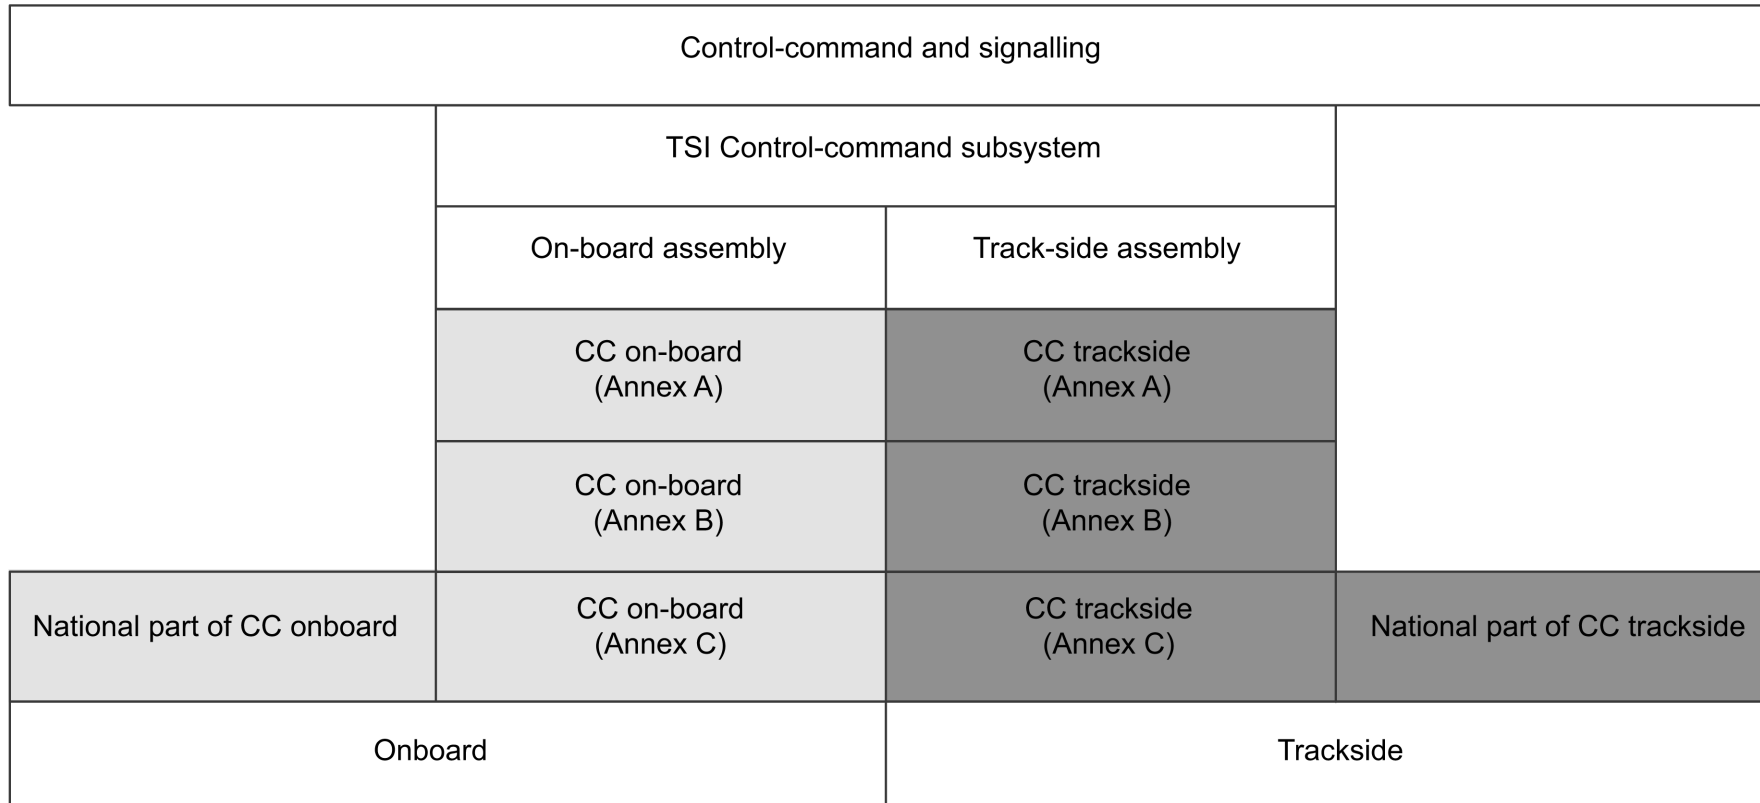 Control-command and signalling
TSI Control-command subsystem
On-board assembly
Track-side assembly
CC on-board
(Annex A)
CC trackside
(Annex A)
CC on-board
(Annex B)
CC trackside
(Annex B)
National part of CC onboard
CC on-board
(Annex C)
CC trackside
(Annex C)
National part of CC trackside
Onboard
Trackside